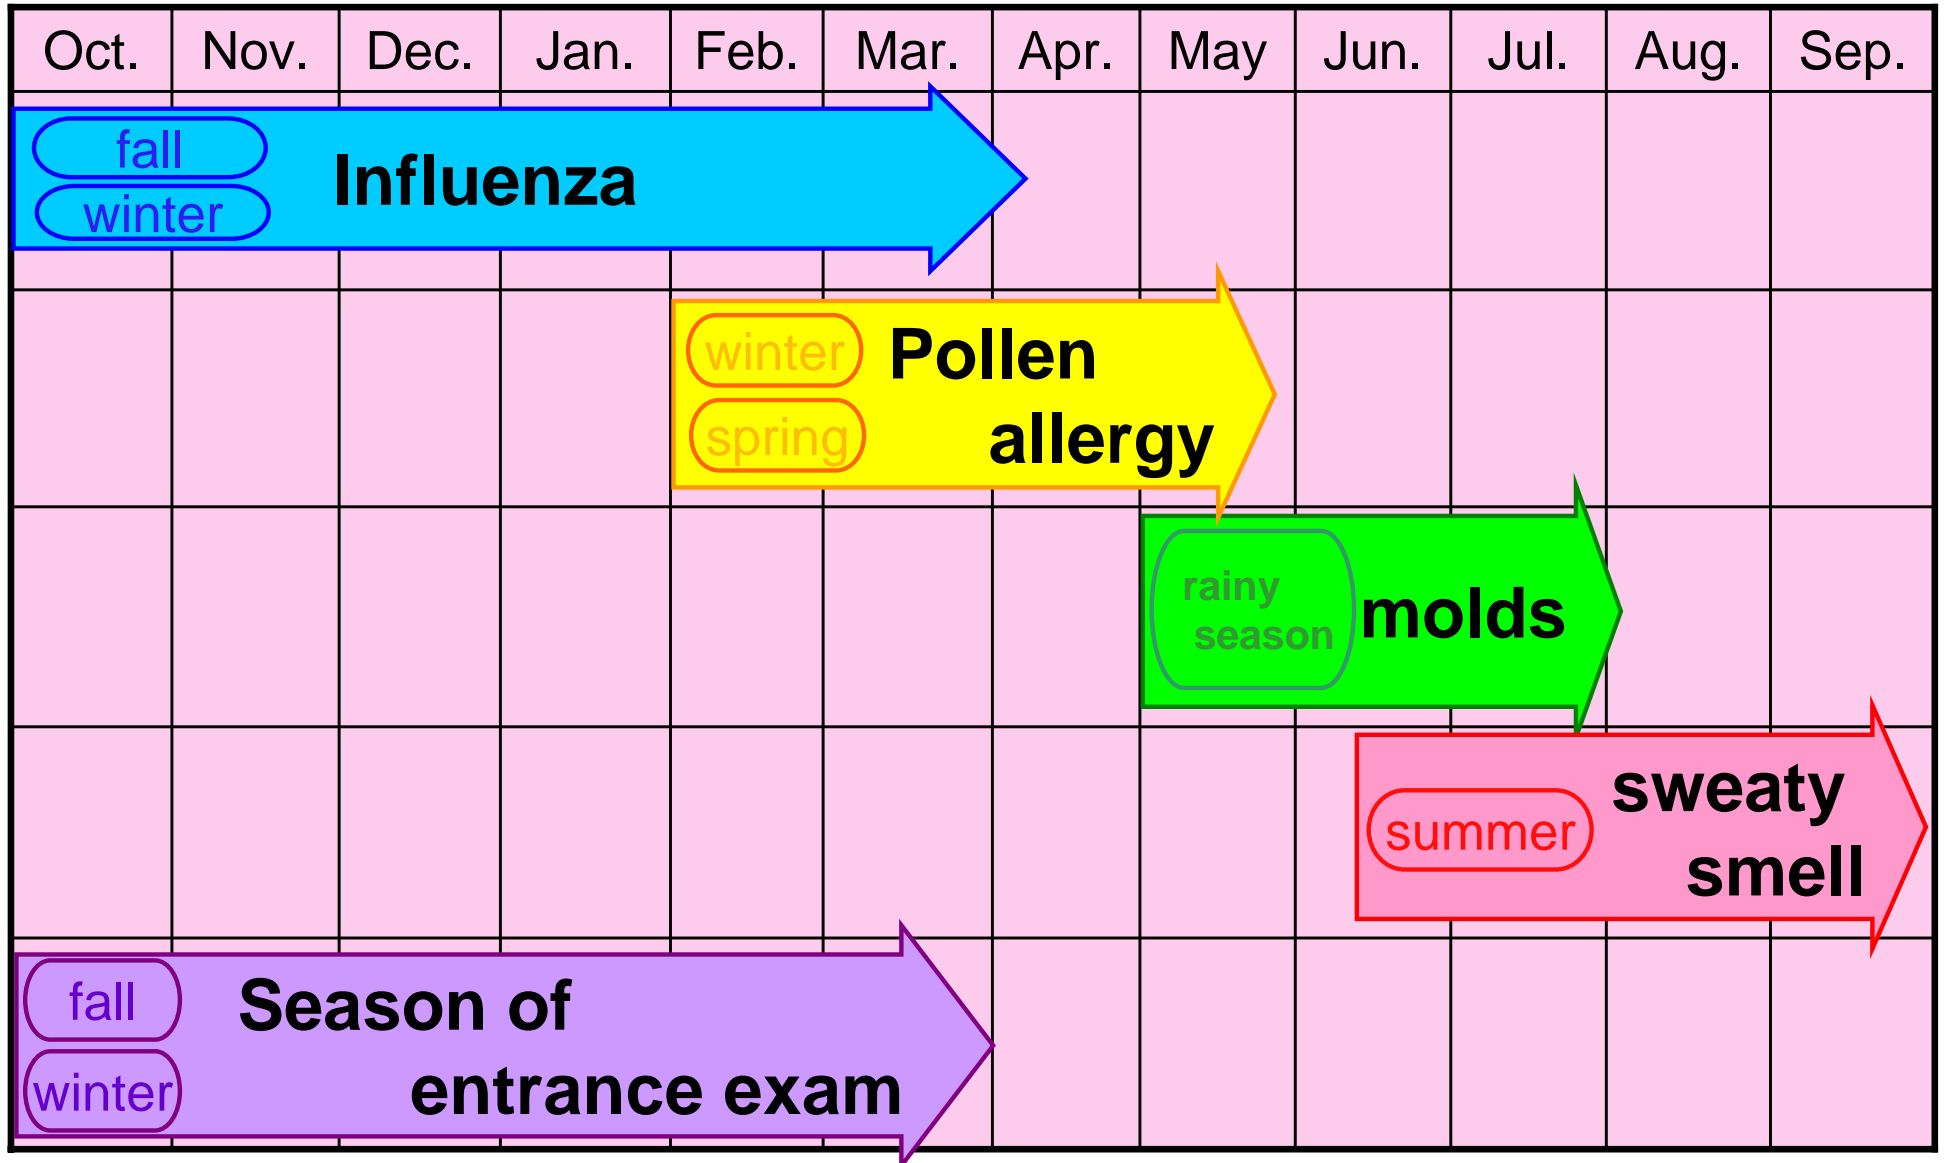 Oct. Nov. Dec. Jan. Feb. Mar. Apr. May Jun. Jul. Aug. Sep.
fall
winter
Influenza
winter
spring
Pollen
allergy
rainy
season
molds
summer
sweaty
smell
fall
winter
Season of
entrance exam